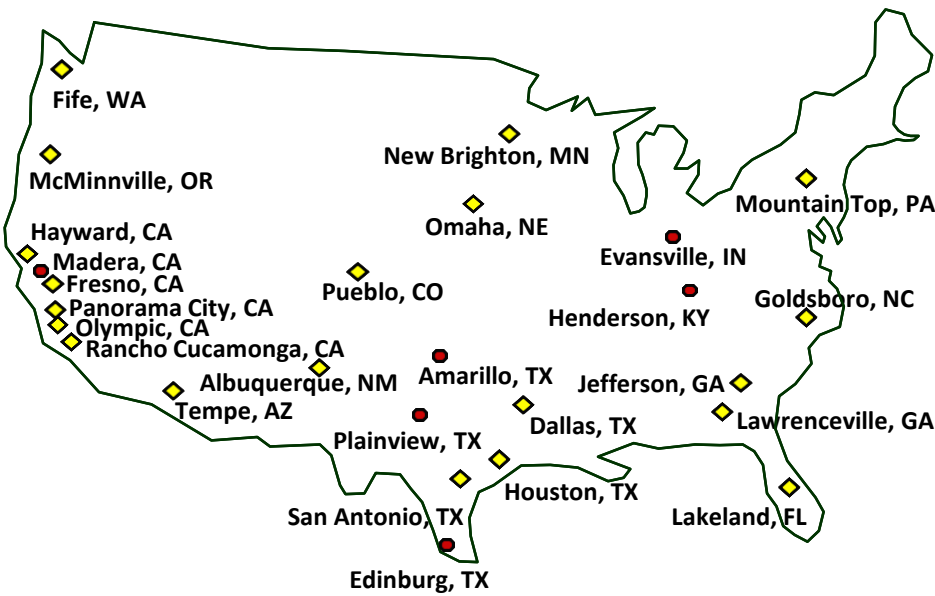 Fife, WA
New Brighton, MN
McMinnville, OR
Mountain Top, PA
Omaha, NE
Hayward, CA
Evansville, IN
Madera, CA
Fresno, CA
Pueblo, CO
Goldsboro, NC
Panorama City, CA
Henderson, KY
Olympic, CA
Rancho Cucamonga, CA
Amarillo, TX
Albuquerque, NM
Jefferson, GA
Tempe, AZ
Lawrenceville, GA
Dallas, TX
Plainview, TX
Houston, TX
San Antonio, TX
Lakeland, FL
Edinburg, TX